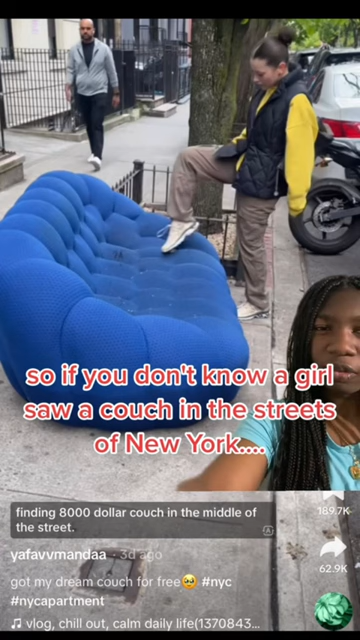 so if you don't know a girl
saw a couch in the streets
of New York....
finding 8000 dollar couch in the middle of
the street.
189.7K
yafavvmandaa · 3d ago
62.9K
got my dream couch for free🥹 #nyc
#nycapartment
♫ vlog, chill out, calm daily life(1370843...